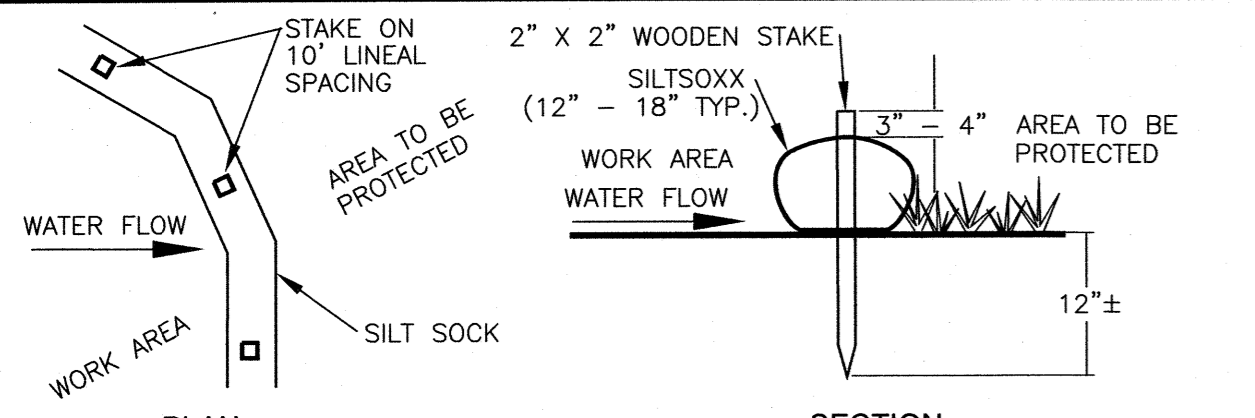 STAKE ON
10' LINEAL
SPACING
AREA TO BE
PROTECTED
WATER FLOW
WORK AREA
SILT SOCK
2" X 2" WOODEN STAKE
SILTSOXX
(12" – 18" TYP.)
3" – 4"
AREA TO BE
PROTECTED
WORK AREA
WATER FLOW
12"±